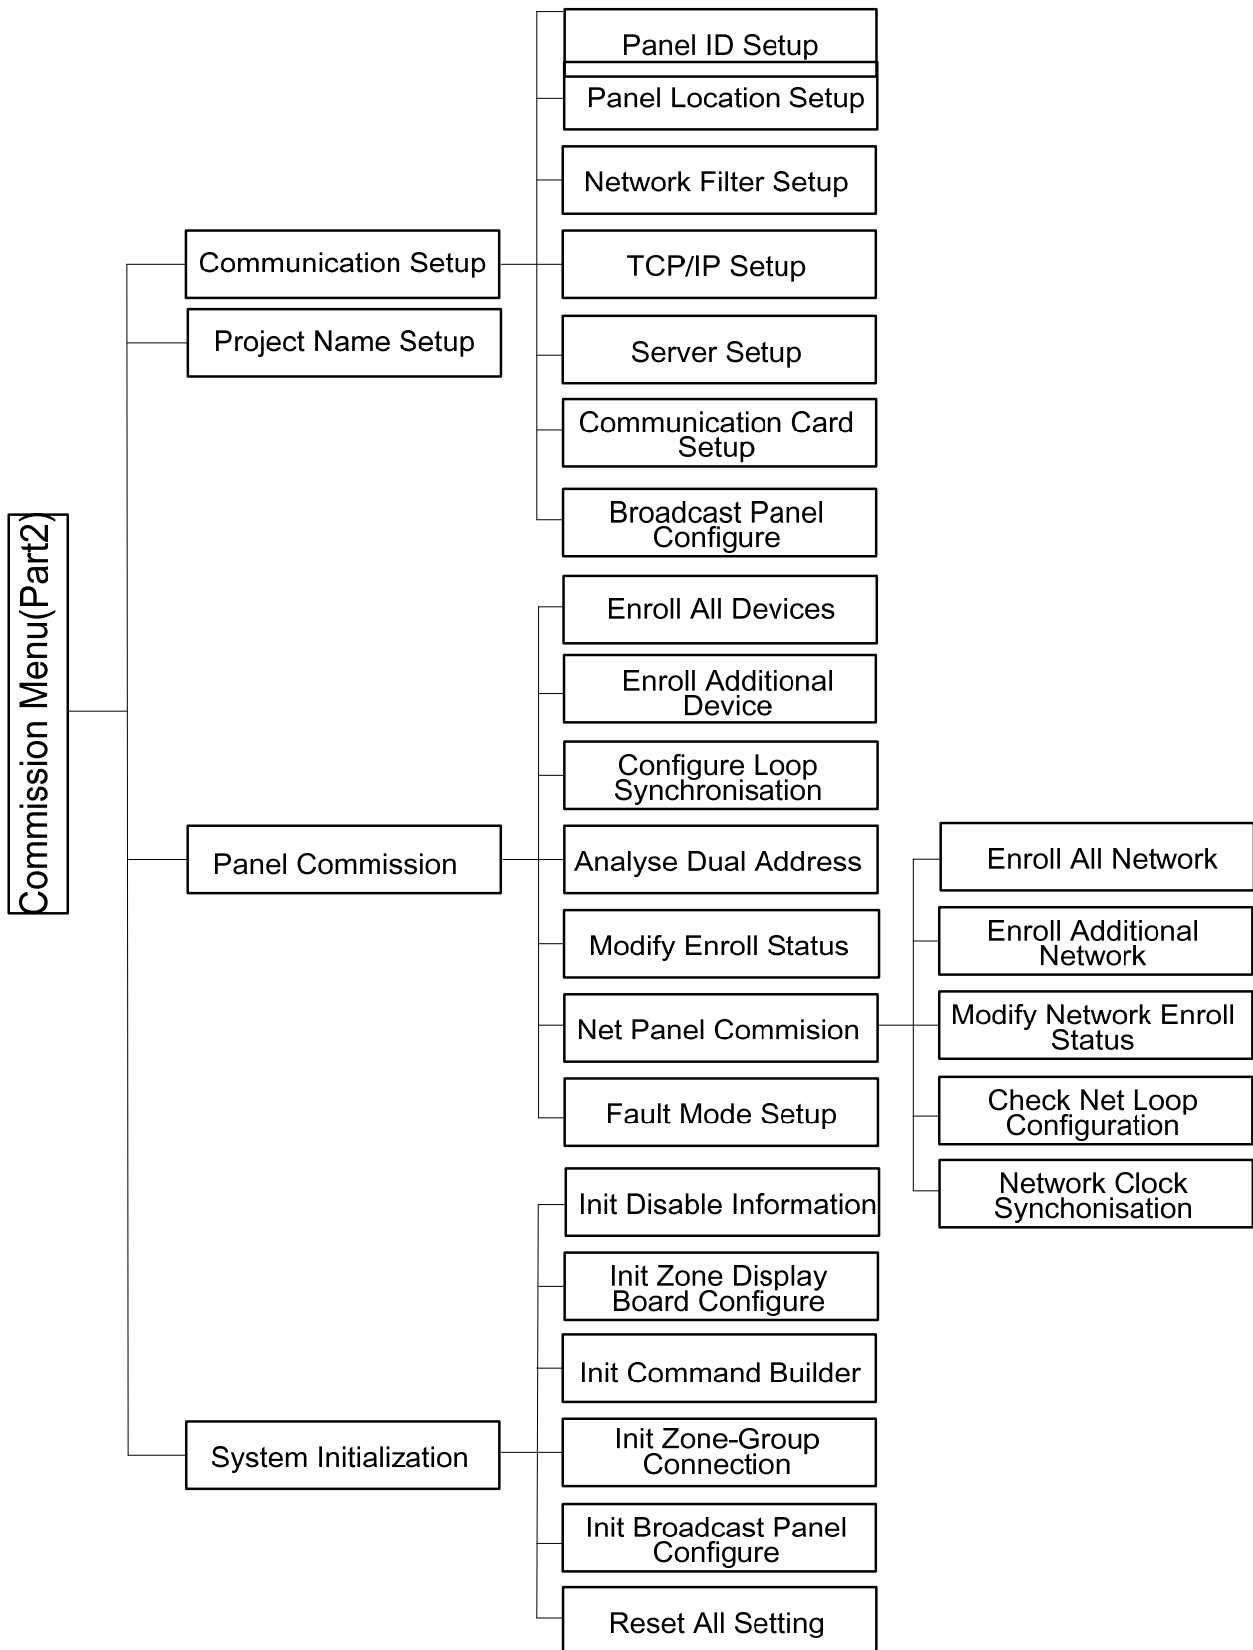 Commission Menu(Part2)
Communication Setup
Panel ID Setup
Panel Location Setup
Network Filter Setup
TCP/IP Setup
Server Setup
Communication Card
Setup
Broadcast Panel
Configure
Project Name Setup
Panel Commission
Enroll All Devices
Enroll Additional
Device
Configure Loop
Synchronisation
Analyse Dual Address
Modify Enroll Status
Net Panel Commision
Enroll All Network
Enroll Additional
Network
Modify Network Enroll
Status
Check Net Loop
Configuration
Network Clock
Synchonisation
Fault Mode Setup
System Initialization
Init Disable Information
Init Zone Display
Board Configure
Init Command Builder
Init Zone-Group
Connection
Init Broadcast Panel
Configure
Reset All Setting